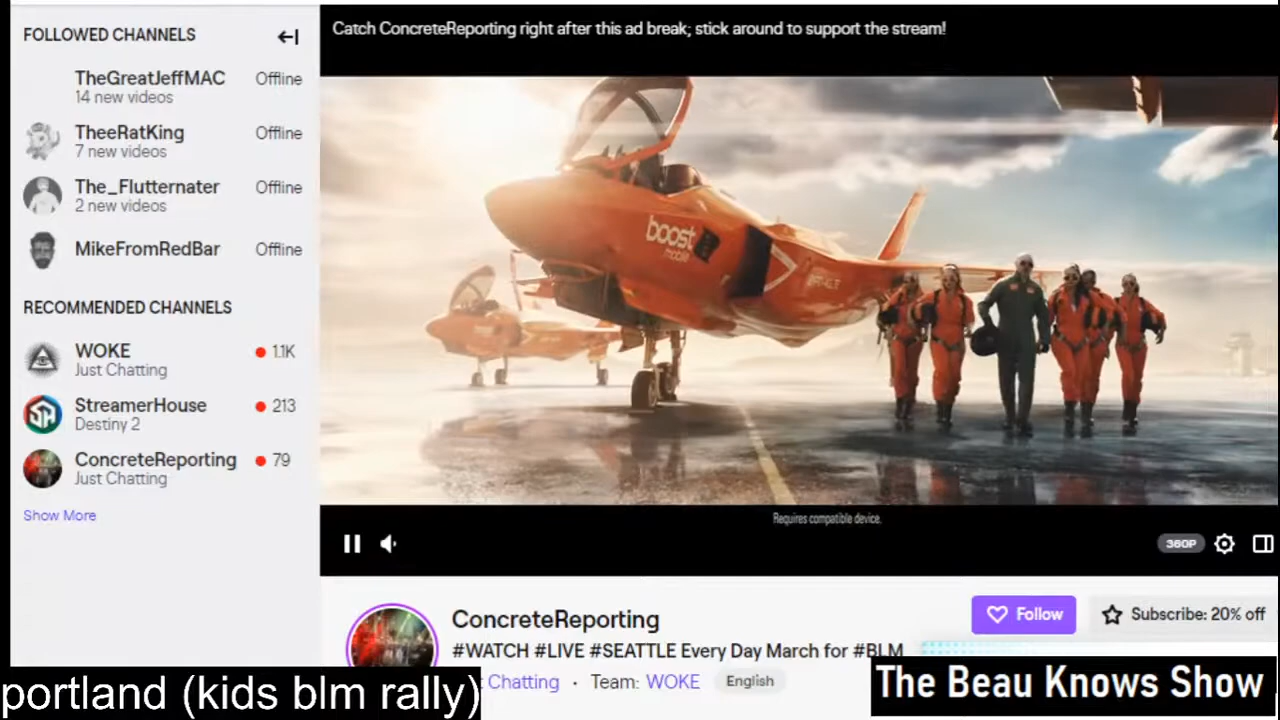 FOLLOWED CHANNELS
TheGreatJeffMAC Offline
14 new videos
TheeRatKing Offline
7 new videos
The_Flutternater Offline
2 new videos
MikeFromRedBar Offline
RECOMMENDED CHANNELS
WOKE 1.1K
Just Chatting
StreamerHouse 213
Destiny 2
ConcreteReporting 79
Just Chatting
Show More
Catch ConcreteReporting right after this ad break; stick around to support the stream!
boost
mobile
Requires compatible device.
360P
ConcreteReporting
Follow
Subscribe: 20% off
#WATCH #LIVE #SEATTLE Every Day March for #BLM
Chatting · Team: WOKE English
portland (kids blm rally)
The Beau Knows Show